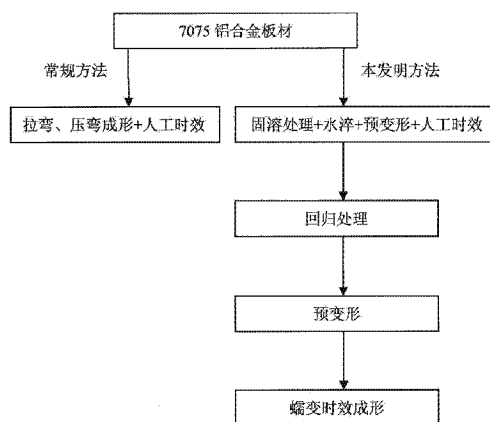 7075 铝合金板材
常规方法
本发明方法
拉弯、压弯成形+人工时效
固溶处理+水淬+预变形+人工时效
回归处理
预变形
蠕变时效成形